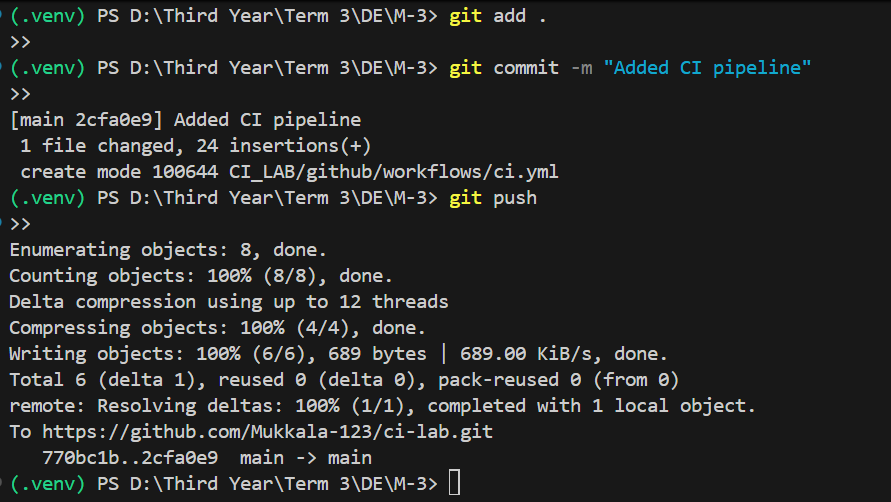 (.venv) PS D:\Third Year\Term 3\DE\M-3> git add .
>>
(.venv) PS D:\Third Year\Term 3\DE\M-3> git commit -m "Added CI pipeline"
>>
[main 2cfa0e9] Added CI pipeline
 1 file changed, 24 insertions(+)
 create mode 100644 CI_LAB/github/workflows/ci.yml
(.venv) PS D:\Third Year\Term 3\DE\M-3> git push
>>
Enumerating objects: 8, done.
Counting objects: 100% (8/8), done.
Delta compression using up to 12 threads
Compressing objects: 100% (4/4), done.
Writing objects: 100% (6/6), 689 bytes | 689.00 KiB/s, done.
Total 6 (delta 1), reused 0 (delta 0), pack-reused 0 (from 0)
remote: Resolving deltas: 100% (1/1), completed with 1 local object.
To https://github.com/Mukkala-123/ci-lab.git
   770bc1b..2cfa0e9  main -> main
(.venv) PS D:\Third Year\Term 3\DE\M-3>